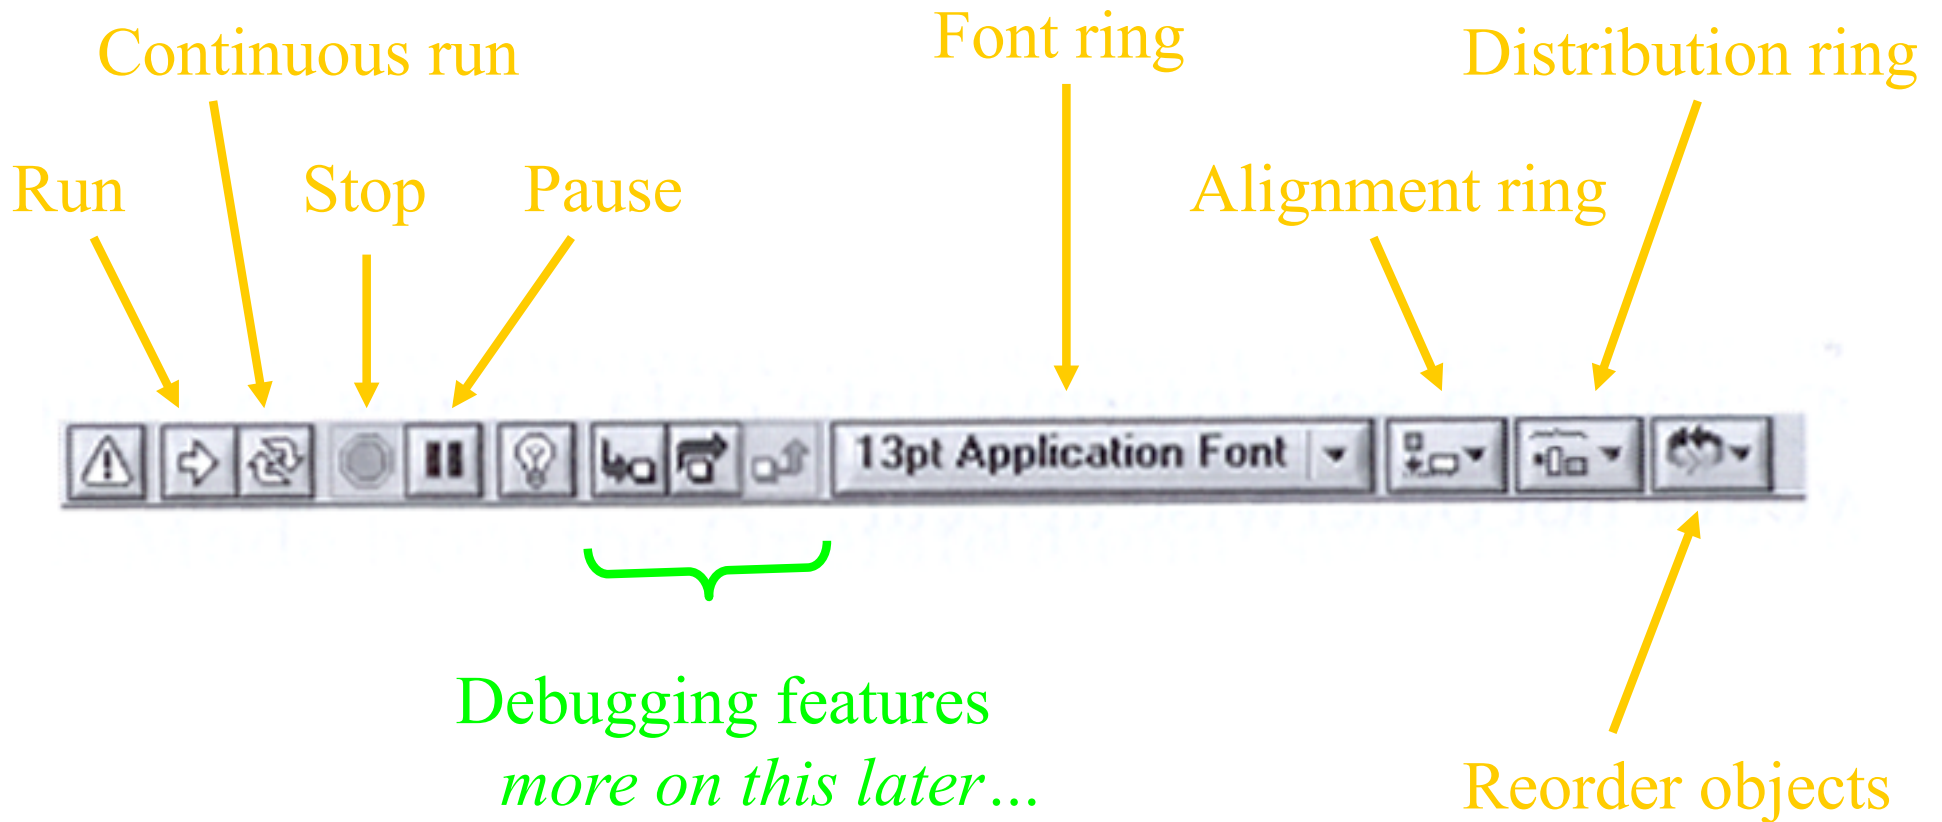 Continuous run
Font ring
Distribution ring
Run
Stop
Pause
Alignment ring
13pt Application Font
Debugging features
more on this later…
Reorder objects